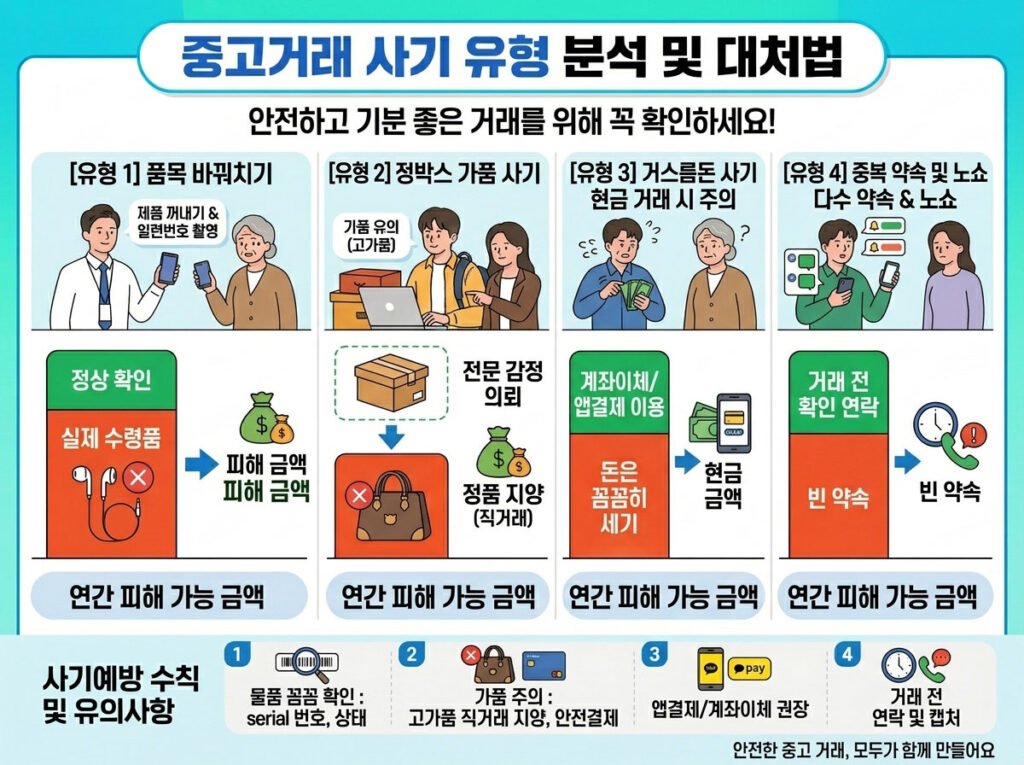 중고거래 사기 유형 분석 및 대처법
안전하고 기분 좋은 거래를 위해 꼭 확인하세요!
[유형 1] 품목 바꿔치기
제품 꺼내기 &
일련번호 촬영
정상 확인
실제 수령품
피해 금액
피해 금액
연간 피해 가능 금액
[유형 2] 정박스 가품 사기
가품 유의
(고가품)
전문 감정
의뢰
정품 지양
(직거래)
연간 피해 가능 금액
[유형 3] 거스름돈 사기
현금 거래 시 주의
계좌이체/
앱결제 이용
돈은
꼼꼼히
세기
현금
금액
연간 피해 가능 금액
[유형 4] 중복 약속 및 노쇼
다수 약속 & 노쇼
?
거래 전
확인 연락
빈 약속
빈 약속
연간 피해 가능 금액
사기예방 수칙
및 유의사항
1
물품 꼼꼼 확인 :
serial 번호, 상태
2
가품 주의 :
고가품 직거래 지양, 안전결제
3
pay
앱결제/계좌이체 권장
4
거래 전
연락 및 캡처
안전한 중고 거래, 모두가 함께 만들어요